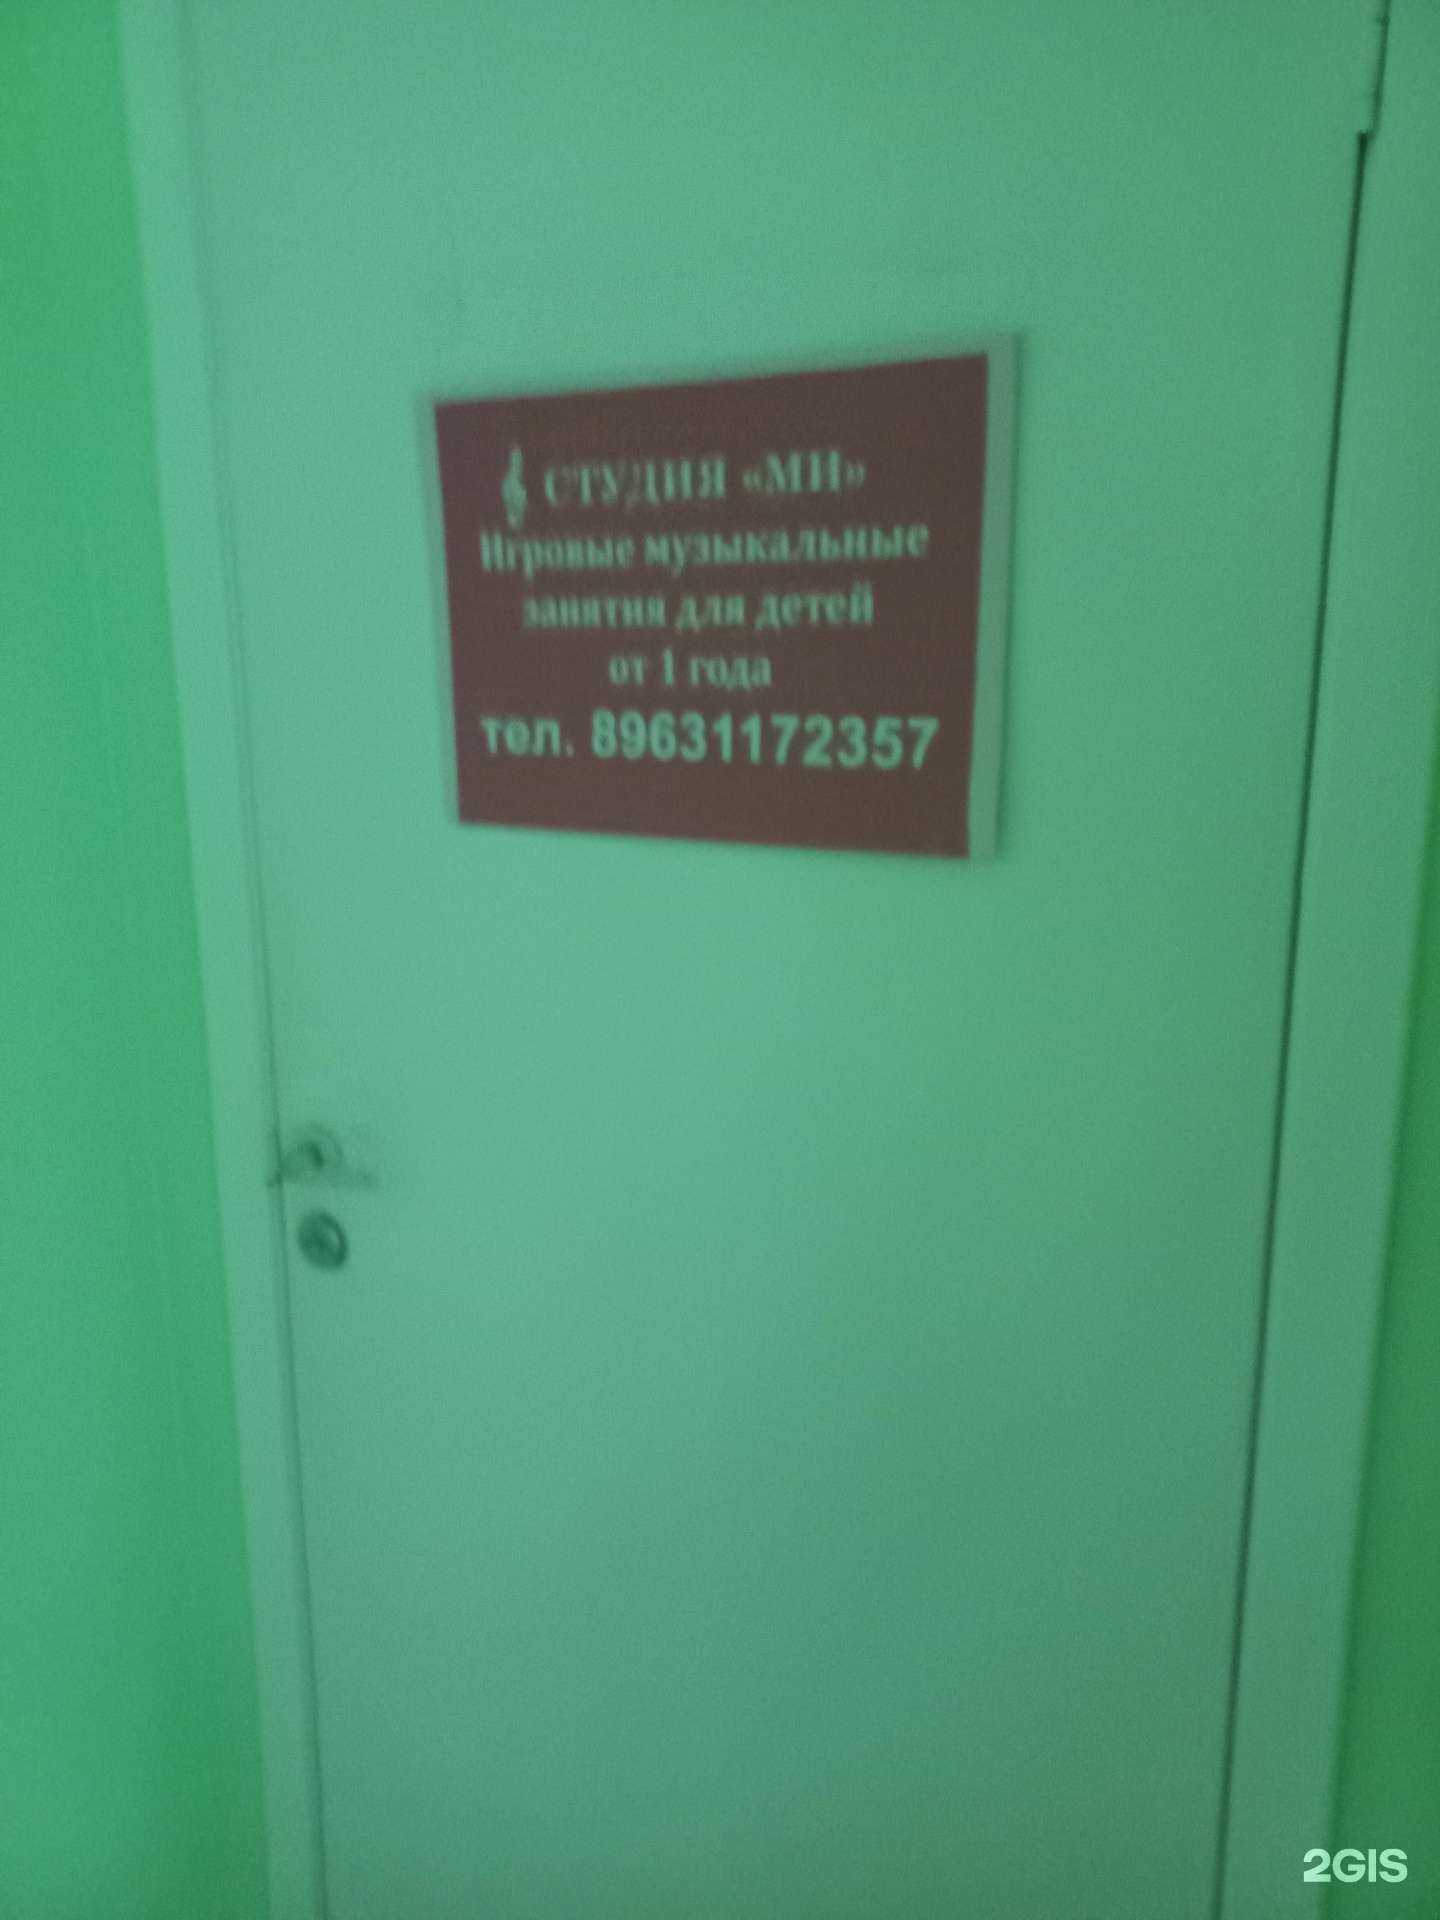 СТУДИЯ «МИ»
Игровые музыкальные
занятия для детей
от 1 года
тел. 89631172357
2GIS